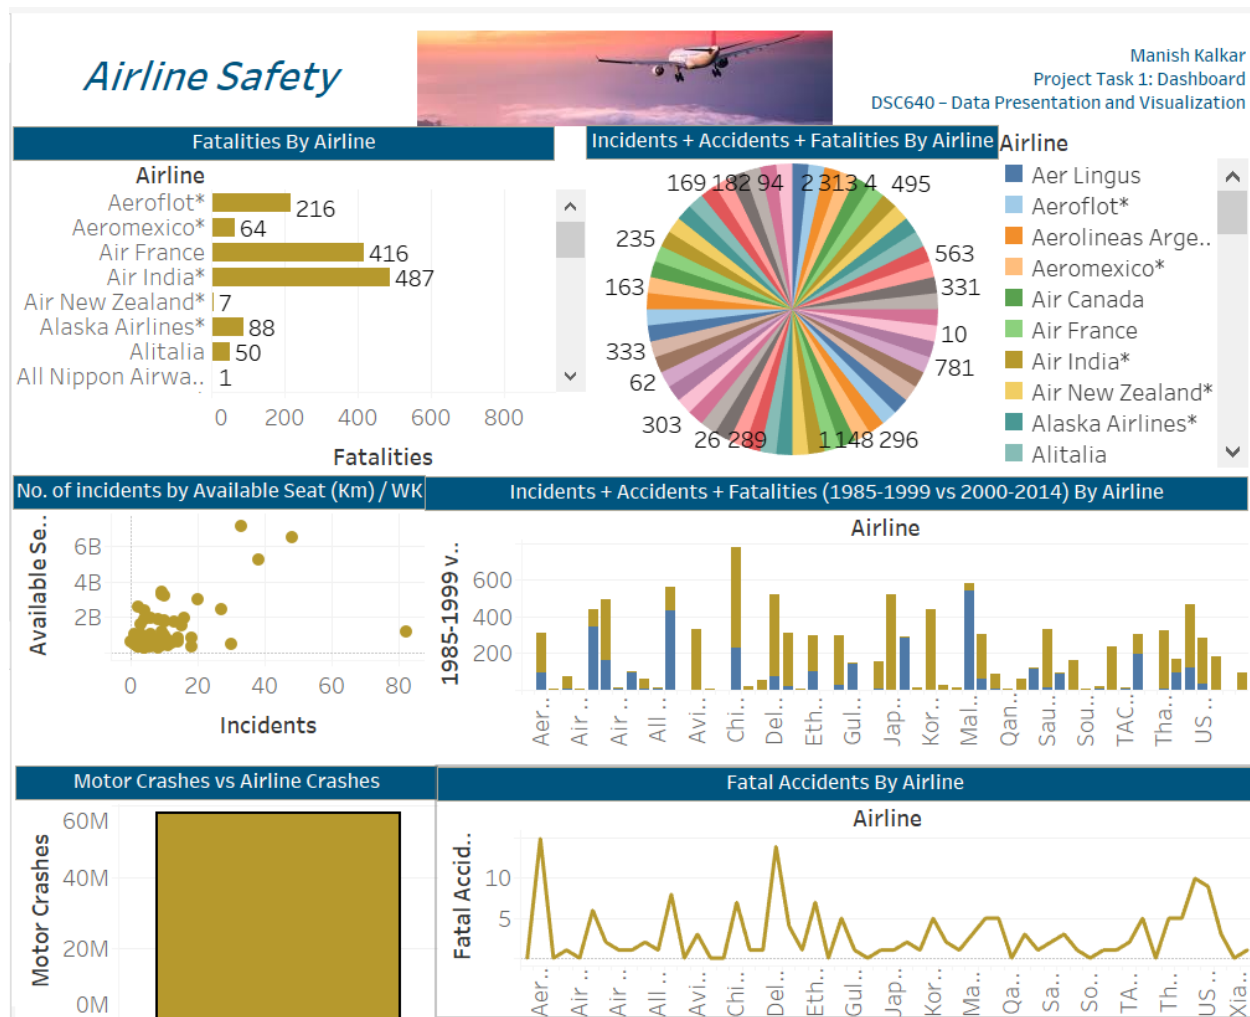 Airline Safety
Manish Kalkar
Project Task 1: Dashboard
DSC640 – Data Presentation and Visualization
Fatalities By Airline
Airline
Aeroflot* 216
Aeromexico* 64
Air France 416
Air India* 487
Air New Zealand* 7
Alaska Airlines* 88
Alitalia 50
All Nippon Airwa.. 1
0 200 400 600 800
Fatalities
Incidents + Accidents + Fatalities By Airline
169 182 94 2 313 4 495
235 563
163 331
10
333 781
62
303 26 289 1 148 296
Airline
Aer Lingus
Aeroflot*
Aerolineas Arge..
Aeromexico*
Air Canada
Air France
Air India*
Air New Zealand*
Alaska Airlines*
Alitalia
No. of incidents by Available Seat (Km) / WK
Available Se..
6B
4B
2B
0 20 40 60 80
Incidents
Incidents + Accidents + Fatalities (1985-1999 vs 2000-2014) By Airline
Airline
1985-1999 v..
600
400
200
Aer.. Air .. Air .. All .. Avi.. Chi.. Del.. Eth.. Gul.. Jap.. Kor.. Mal.. Qan.. Sau.. Sou.. TAC.. Tha.. US ..
Motor Crashes vs Airline Crashes
Motor Crashes
60M
40M
20M
0M
Fatal Accidents By Airline
Airline
Fatal Accid..
10
5
Aer.. Air .. Air .. All .. Avi.. Chi.. Del.. Eth.. Gul.. Jap.. Kor.. Ma.. Qa.. Sa.. So.. TA.. Th.. US .. Xia..